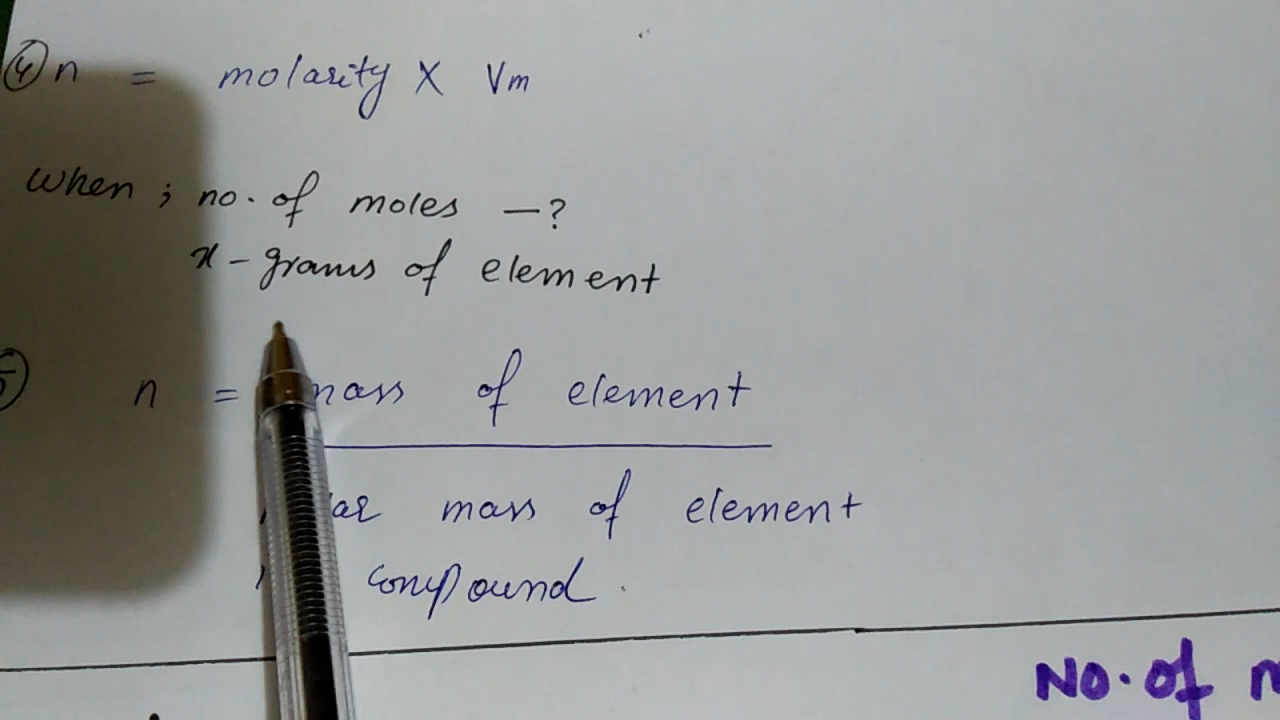 ④ n = molarity X Vm
when ; no. of moles — ?
x - grams of element
n = mass of element
mass of element
compound.
No. of